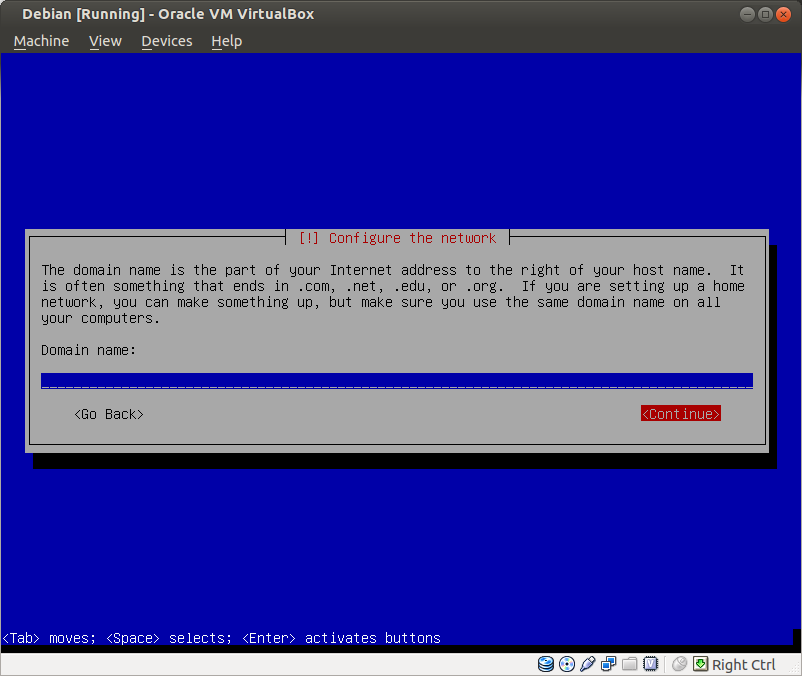 Debian [Running] - Oracle VM VirtualBox
Machine View Devices Help
[!] Configure the network
The domain name is the part of your Internet address to the right of your host name.  It
is often something that ends in .com, .net, .edu, or .org.  If you are setting up a home
network, you can make something up, but make sure you use the same domain name on all
your computers.
Domain name:
<Go Back> <Continue>
<Tab> moves; <Space> selects; <Enter> activates buttons
Right Ctrl